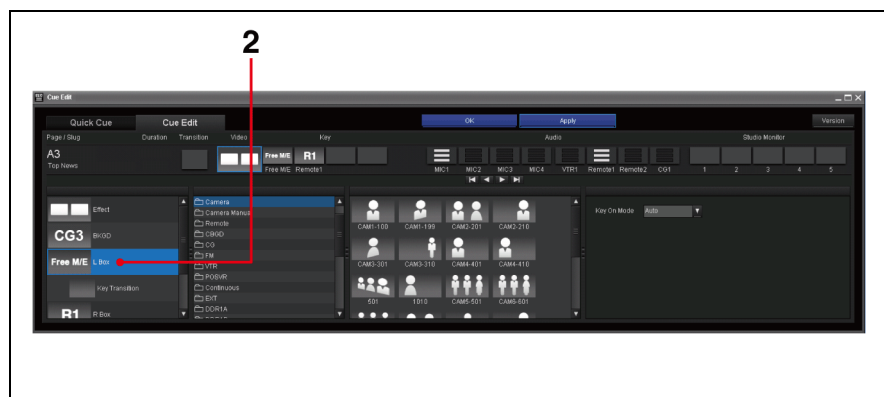 2
Cue Edit
Quick Cue Cue Edit OK Apply Version
Page / Slug Duration Transition Video Key Audio Studio Monitor
A3
Top News
Free M/E R1
Free M/E Remote1 MIC1 MIC2 MIC3 MIC4 VTR1 Remote1 Remote2 CG1 1 2 3 4 5
Effect
CG3 BKGD
Free M/E L Box
Key Transition
R1 R Box
Camera
Camera Manual
Remote
CBGD
CG
FM
VTR
POSVR
Continuous
EXT
DDR1A
CAM1-100 CAM1-199 CAM2-201 CAM2-210
CAM3-301 CAM3-310 CAM4-401 CAM4-410
501 1010 CAM5-501 CAM6-601
Key On Mode Auto